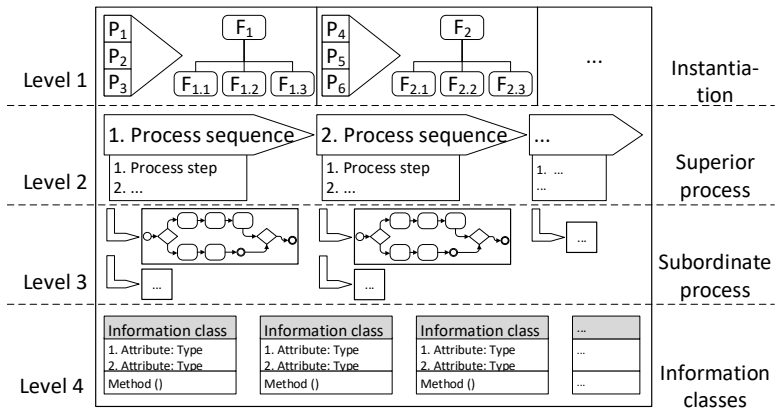 P1
P2
P3
F1
F1.1 F1.2 F1.3
P4
P5
P6
F2
F2.1 F2.2 F2.3
...
Level 1
Instantia-
tion
1. Process sequence
2. Process sequence
...
1. Process step
2. ...
1. Process step
2. ...
1. ...
...
Level 2
Superior
process
...
...
...
Level 3
Subordinate
process
Information class
1. Attribute: Type
2. Attribute: Type
Method ()
Information class
1. Attribute: Type
2. Attribute: Type
Method ()
Information class
1. Attribute: Type
2. Attribute: Type
Method ()
...
...
...
Level 4
Information
classes